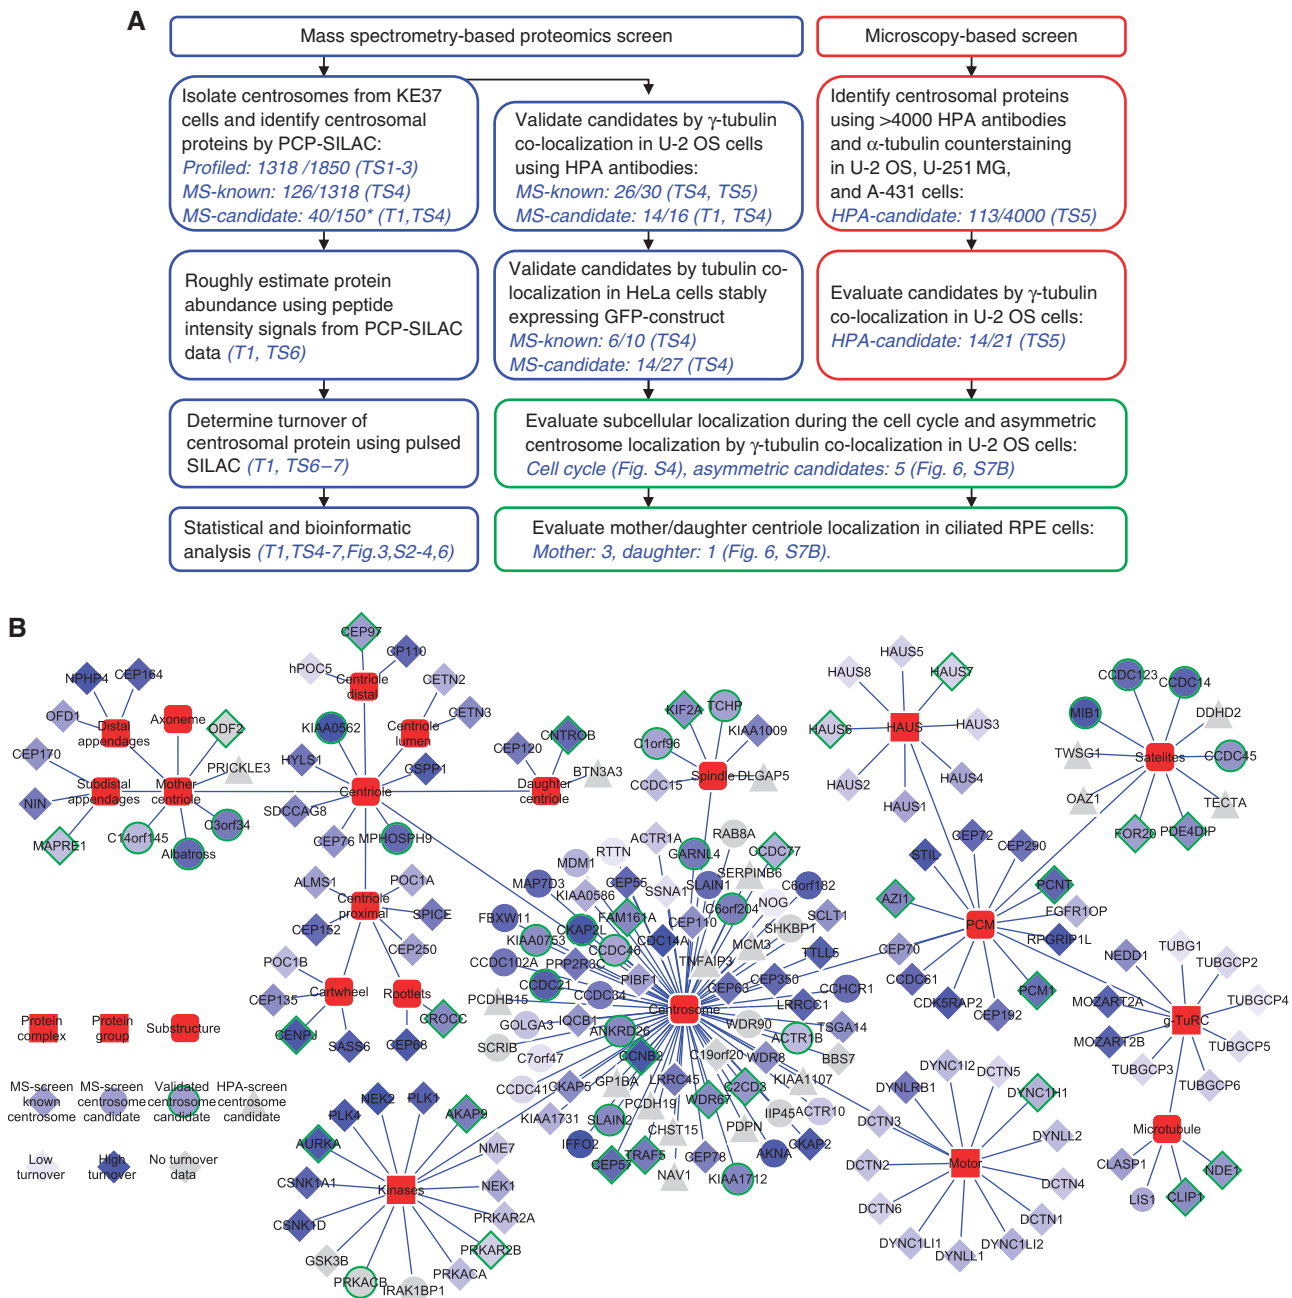 A
Mass spectrometry-based proteomics screen
Microscopy-based screen
Isolate centrosomes from KE37
cells and identify centrosomal
proteins by PCP-SILAC:
Profiled: 1318 /1850 (TS1-3)
MS-known: 126/1318 (TS4)
MS-candidate: 40/150* (T1,TS4)
Validate candidates by γ-tubulin
co-localization in U-2 OS cells
using HPA antibodies:
MS-known: 26/30 (TS4, TS5)
MS-candidate: 14/16 (T1, TS4)
Identify centrosomal proteins
using >4000 HPA antibodies
and α-tubulin counterstaining
in U-2 OS, U-251 MG,
and A-431 cells:
HPA-candidate: 113/4000 (TS5)
Roughly estimate protein
abundance using peptide
intensity signals from PCP-SILAC
data (T1, TS6)
Validate candidates by tubulin co-
localization in HeLa cells stably
expressing GFP-construct
MS-known: 6/10 (TS4)
MS-candidate: 14/27 (TS4)
Evaluate candidates by γ-tubulin
co-localization in U-2 OS cells:
HPA-candidate: 14/21 (TS5)
Determine turnover of
centrosomal protein using pulsed
SILAC (T1, TS6–7)
Evaluate subcellular localization during the cell cycle and asymmetric
centrosome localization by γ-tubulin co-localization in U-2 OS cells:
Cell cycle (Fig. S4), asymmetric candidates: 5 (Fig. 6, S7B)
Statistical and bioinformatic
analysis (T1,TS4-7,Fig.3,S2-4,6)
Evaluate mother/daughter centriole localization in ciliated RPE cells:
Mother: 3, daughter: 1 (Fig. 6, S7B).
B
NPHP4
CEP164
OFD1
Distal
appendages
Axoneme
ODF2
CEP170
PRICKLE3
Subdistal
appendages
Mother
centriole
NIN
MAPRE1
C14orf145
Albatross
C3orf34
CEP97
hPOC5
CP110
Centriole
distal
CETN2
KIAA0562
Centriole
lumen
CETN3
HYLS1
CSPP1
Centriole
SDCCAG8
CEP76
MPHOSPH9
CEP120
CNTROB
BTN3A3
Daughter
centriole
ALMS1
POC1A
Centriole
proximal
CEP152
SPICE
CEP250
POC1B
CEP135
Cartwheel
Rootlets
CENPJ
SASS6
CEP68
CROCC
KIF2A
TCHP
C1orf96
KIAA1009
CCDC15
Spindle
DLGAP5
HAUS8
HAUS5
HAUS7
HAUS6
HAUS
HAUS3
HAUS2
HAUS4
HAUS1
CCDC123
CCDC14
MIB1
DDHD2
TWSG1
Satelites
CCDC45
OAZ1
TECTA
FOR20
PDE4DIP
STIL
CEP72
CEP290
AZI1
PCNT
FGFR1OP
PCM
RPGRIP1L
CEP70
CCDC61
CDK5RAP2
CEP192
PCM1
NEDD1
TUBG1
TUBGCP2
MOZART2A
TUBGCP4
g-TuRC
MOZART2B
TUBGCP5
TUBGCP3
TUBGCP6
Microtubule
CLASP1
NDE1
LIS1
CLIP1
DYNC1I2
DCTN5
DYNLRB1
DYNC1H1
DCTN3
DYNLL2
DCTN2
Motor
DCTN4
DCTN6
DCTN1
DYNC1LI1
DYNLL1
DYNC1LI2
RTTN
ACTR1A
RAB8A
MDM1
GARNL4
CCDC77
SERPINB6
MAP7D3
CEP55
SLAIN1
C6orf182
KIAA0586
SSNA1
C6orf204
NOG
FBXW11
FAM161A
CEP110
SCLT1
CKAP2L
SHKBP1
KIAA0753
CDC14A
MCM3
CCDC46
TNFAIP3
TTLL5
CCDC102A
PPP2R3C
CCDC21
PIBF1
CEP63
CEP350
CCHCR1
PCDHB15
CCDC34
LRRCC1
Centrosome
GOLGA3
IQCB1
ANKRD26
WDR90
TSGA14
ACTR1B
SCRIB
C7orf47
CCNB2
C19orf20
WDR8
BBS7
CCDC41
CKAP5
GP1BA
LRRC45
C2CD3
KIAA1107
PCDH19
WDR67
KIAA1731
SLAIN2
IIP45
ACTR10
CHST15
PDPN
IFFO2
TRAF5
CEP78
AKNA
CKAP2
CEP57
NAV1
KIAA1712
NEK2
PLK1
PLK4
AKAP9
AURKA
NME7
CSNK1A1
Kinases
NEK1
CSNK1D
PRKAR2A
GSK3B
PRKAR2B
PRKACB
IRAK1BP1
PRKACA
Protein
complex
Protein
group
Substructure
MS-screen
known
centrosome
MS-screen
centrosome
candidate
Validated
centrosome
candidate
HPA-screen
centrosome
candidate
Low
turnover
High
turnover
No turnover
data